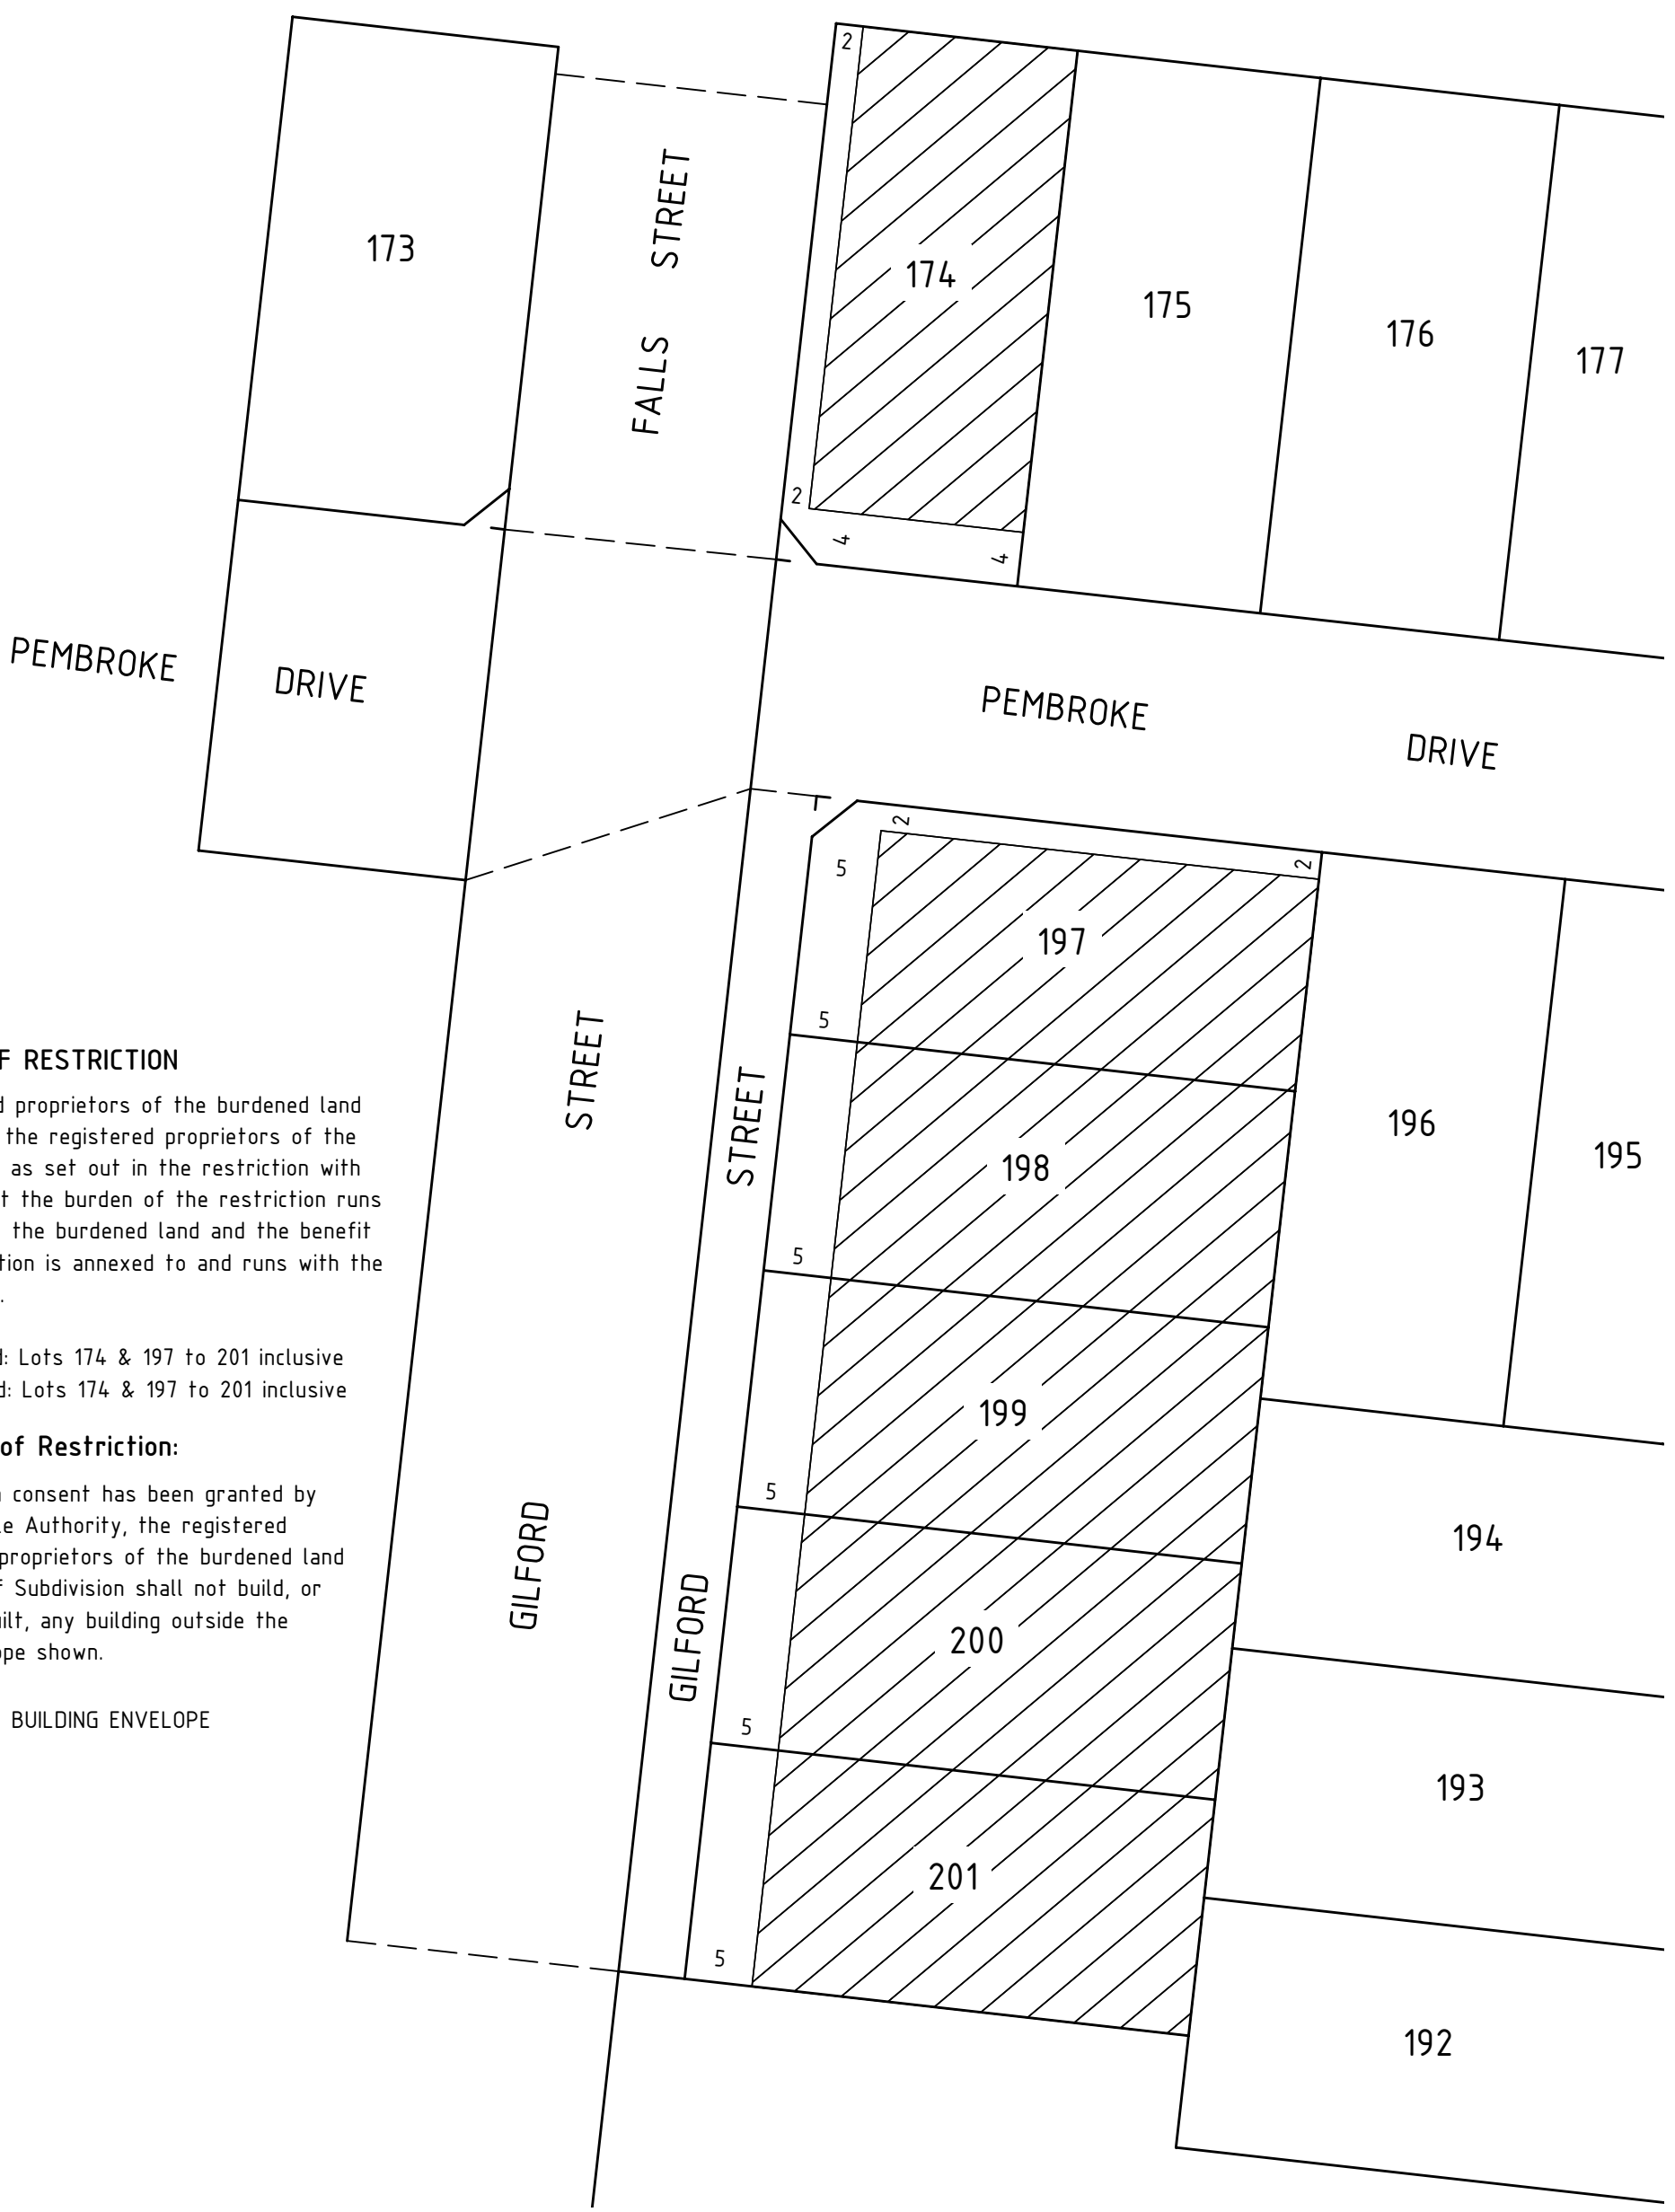 2
173
FALLS STREET
174
175
176
177
2
4
4
PEMBROKE DRIVE
PEMBROKE DRIVE
2
2
5
197
5
F RESTRICTION
d proprietors of the burdened land
the registered proprietors of the
as set out in the restriction with
t the burden of the restriction runs
the burdened land and the benefit
tion is annexed to and runs with the
.
d: Lots 174 & 197 to 201 inclusive
d: Lots 174 & 197 to 201 inclusive
of Restriction:
n consent has been granted by
le Authority, the registered
proprietors of the burdened land
f Subdivision shall not build, or
uilt, any building outside the
ope shown.
BUILDING ENVELOPE
GILFORD STREET
GILFORD STREET
198
196
195
5
199
5
194
200
5
193
201
5
192